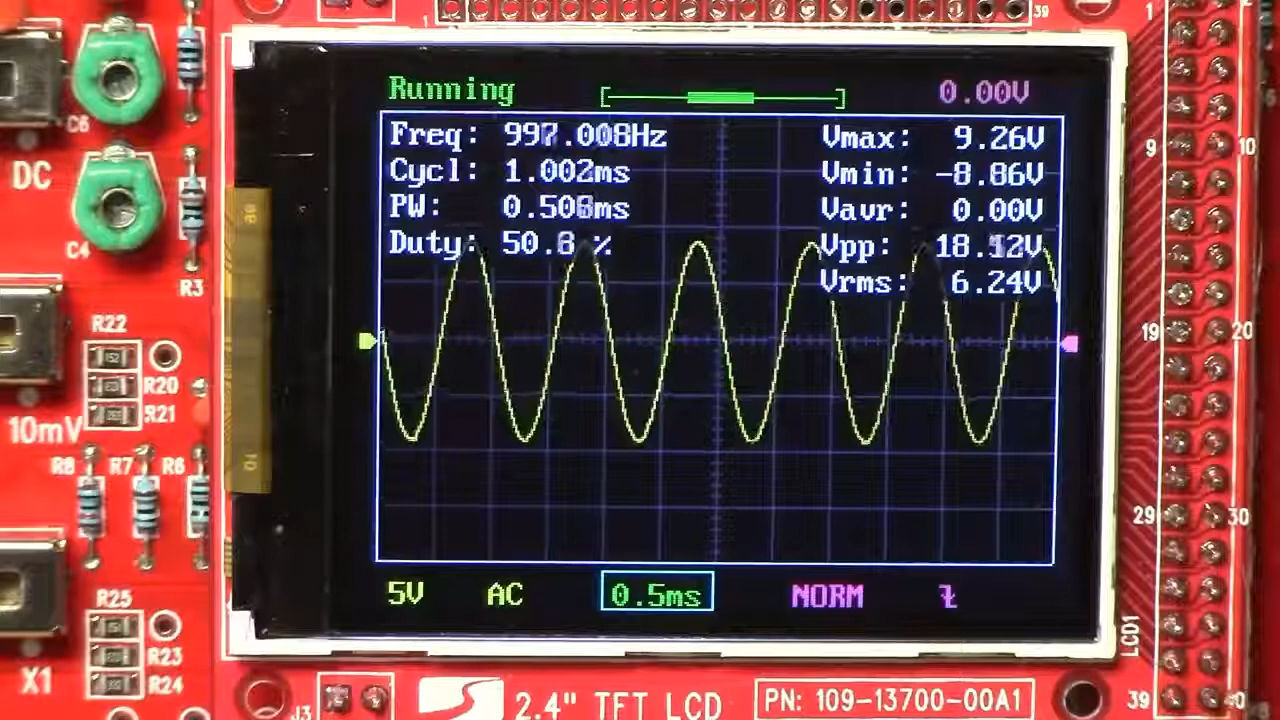 1
39
1
Running
0.00V
C6
Freq: 997.008Hz
Vmax: 9.26V
9
10
DC
Cycl: 1.002ms
Vmin: -8.86V
PW: 0.506ms
Vavr: 0.00V
C4
Duty: 50.8 %
Vpp: 18.12V
R3
Vrms: 6.24V
R22
19
20
R20
R21
10mV
R8
R7
R6
29
30
5V
AC
0.5ms
NORM
R25
LCD1
R23
X1
R24
J3
2.4" TFT LCD
PN: 109-13700-00A1
39
40